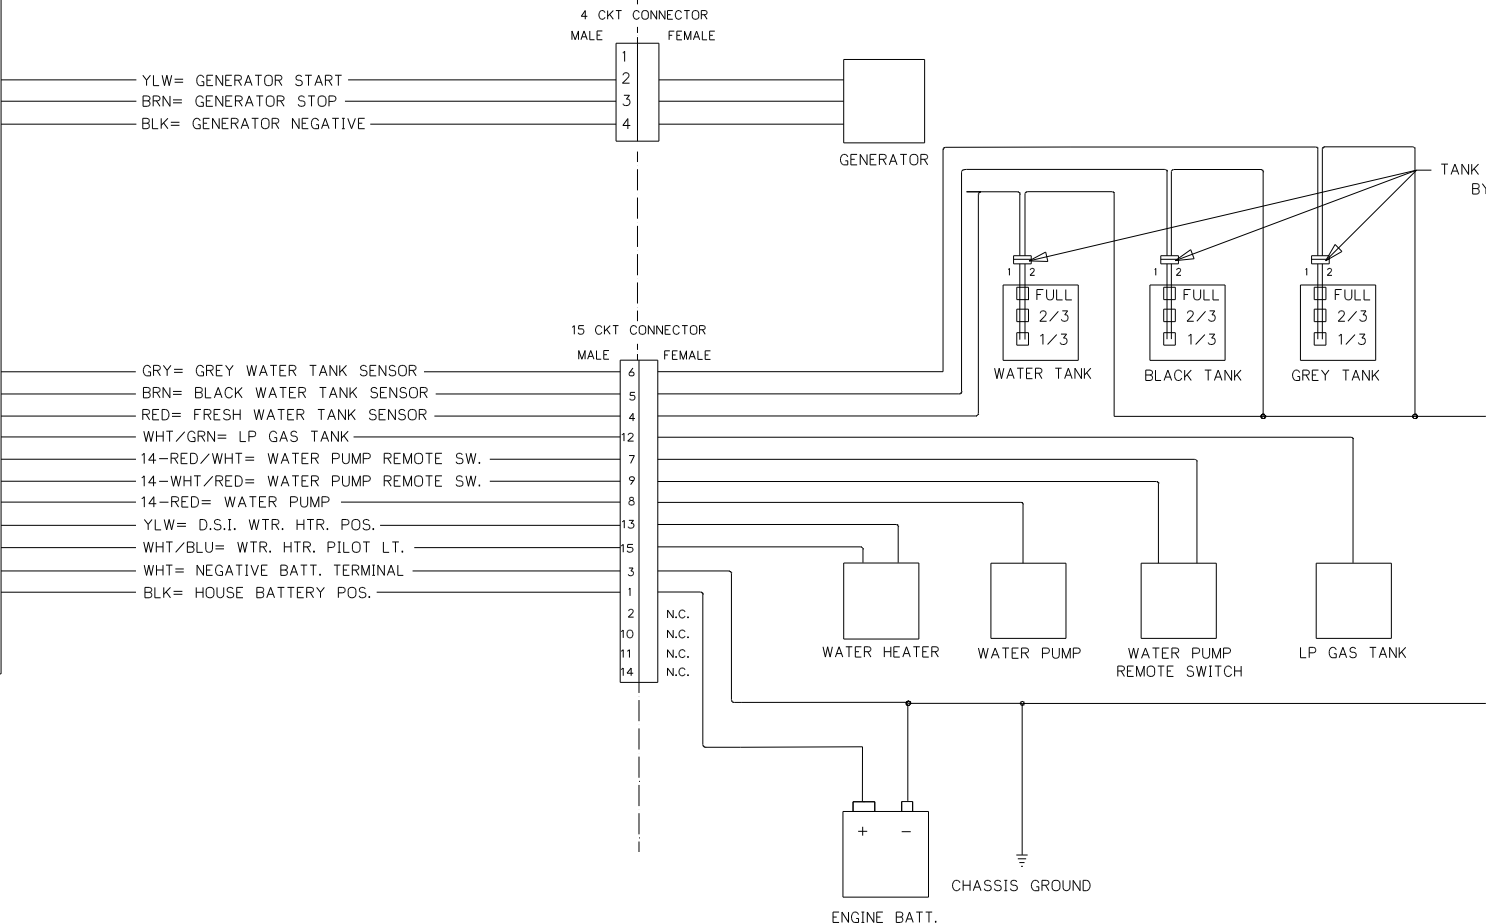 4 CKT CONNECTOR
MALE FEMALE
1
YLW= GENERATOR START 2
BRN= GENERATOR STOP 3
BLK= GENERATOR NEGATIVE 4
GENERATOR
TANK
BY
1 2 1 2 1 2
FULL FULL FULL
2/3 2/3 2/3
1/3 1/3 1/3
WATER TANK BLACK TANK GREY TANK
15 CKT CONNECTOR
MALE FEMALE
GRY= GREY WATER TANK SENSOR 6
BRN= BLACK WATER TANK SENSOR 5
RED= FRESH WATER TANK SENSOR 4
WHT/GRN= LP GAS TANK 12
14-RED/WHT= WATER PUMP REMOTE SW. 7
14-WHT/RED= WATER PUMP REMOTE SW. 9
14-RED= WATER PUMP 8
YLW= D.S.I. WTR. HTR. POS. 13
WHT/BLU= WTR. HTR. PILOT LT. 15
WHT= NEGATIVE BATT. TERMINAL 3
BLK= HOUSE BATTERY POS. 1
2 N.C.
10 N.C.
11 N.C.
14 N.C.
WATER HEATER WATER PUMP WATER PUMP LP GAS TANK
REMOTE SWITCH
+ −
CHASSIS GROUND
ENGINE BATT.